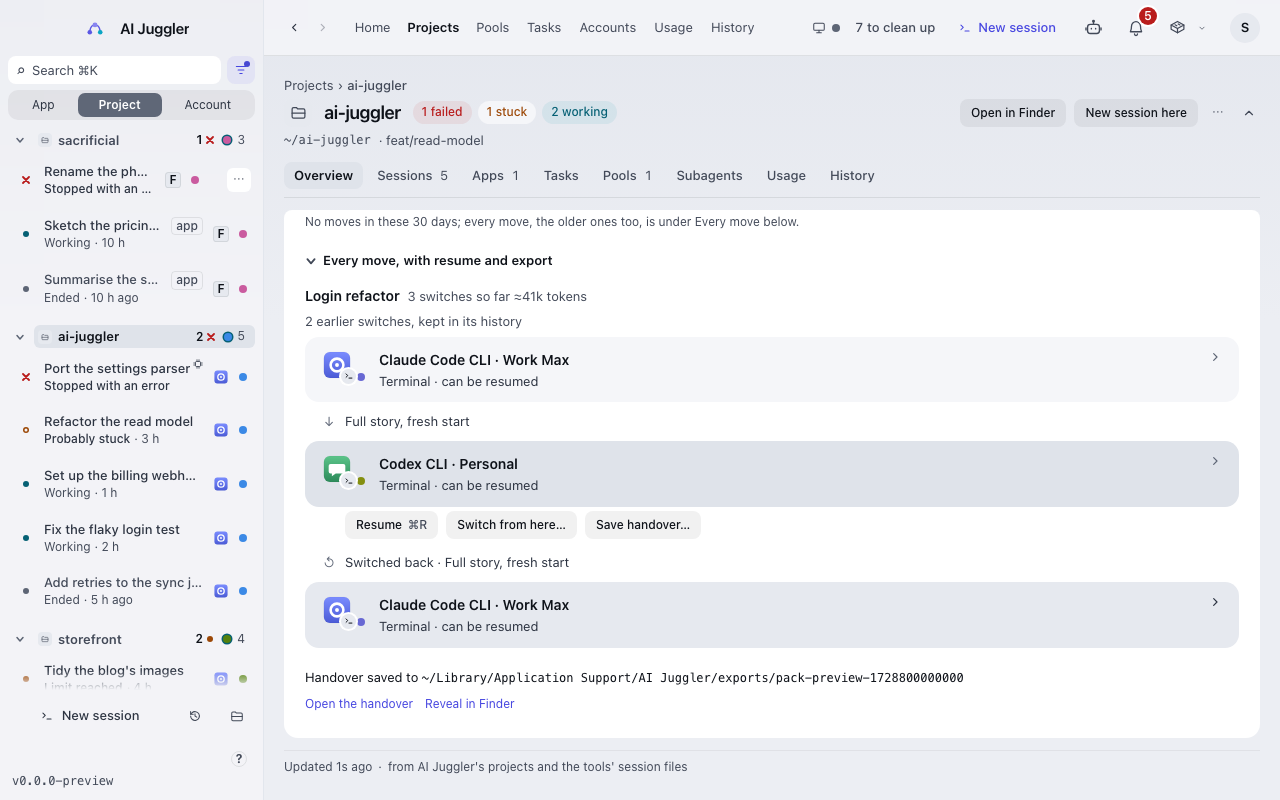 AI Juggler
Search ⌘K
App
Project
Account
sacrificial
1
3
Rename the ph...
Stopped with an ...
F
Sketch the pricin...
app
Working · 10 h
F
Summarise the s...
app
Ended · 10 h ago
F
ai-juggler
2
5
Port the settings parser
Stopped with an error
Refactor the read model
Probably stuck · 3 h
Set up the billing webh...
Working · 1 h
Fix the flaky login test
Working · 2 h
Add retries to the sync j...
Ended · 5 h ago
storefront
2
4
Tidy the blog's images
Limit reached · 4 h
New session
?
v0.0.0-preview
Home
Projects
Pools
Tasks
Accounts
Usage
History
7 to clean up
New session
5
S
Projects › ai-juggler
ai-juggler
1 failed
1 stuck
2 working
Open in Finder
New session here
~/ai-juggler · feat/read-model
Overview
Sessions 5
Apps 1
Tasks
Pools 1
Subagents
Usage
History
No moves in these 30 days; every move, the older ones too, is under Every move below.
Every move, with resume and export
Login refactor 3 switches so far ≈41k tokens
2 earlier switches, kept in its history
Claude Code CLI · Work Max
Terminal · can be resumed
↓ Full story, fresh start
Codex CLI · Personal
Terminal · can be resumed
Resume ⌘R
Switch from here...
Save handover...
Switched back · Full story, fresh start
Claude Code CLI · Work Max
Terminal · can be resumed
Handover saved to ~/Library/Application Support/AI Juggler/exports/pack-preview-1728800000000
Open the handover
Reveal in Finder
Updated 1s ago · from AI Juggler's projects and the tools' session files